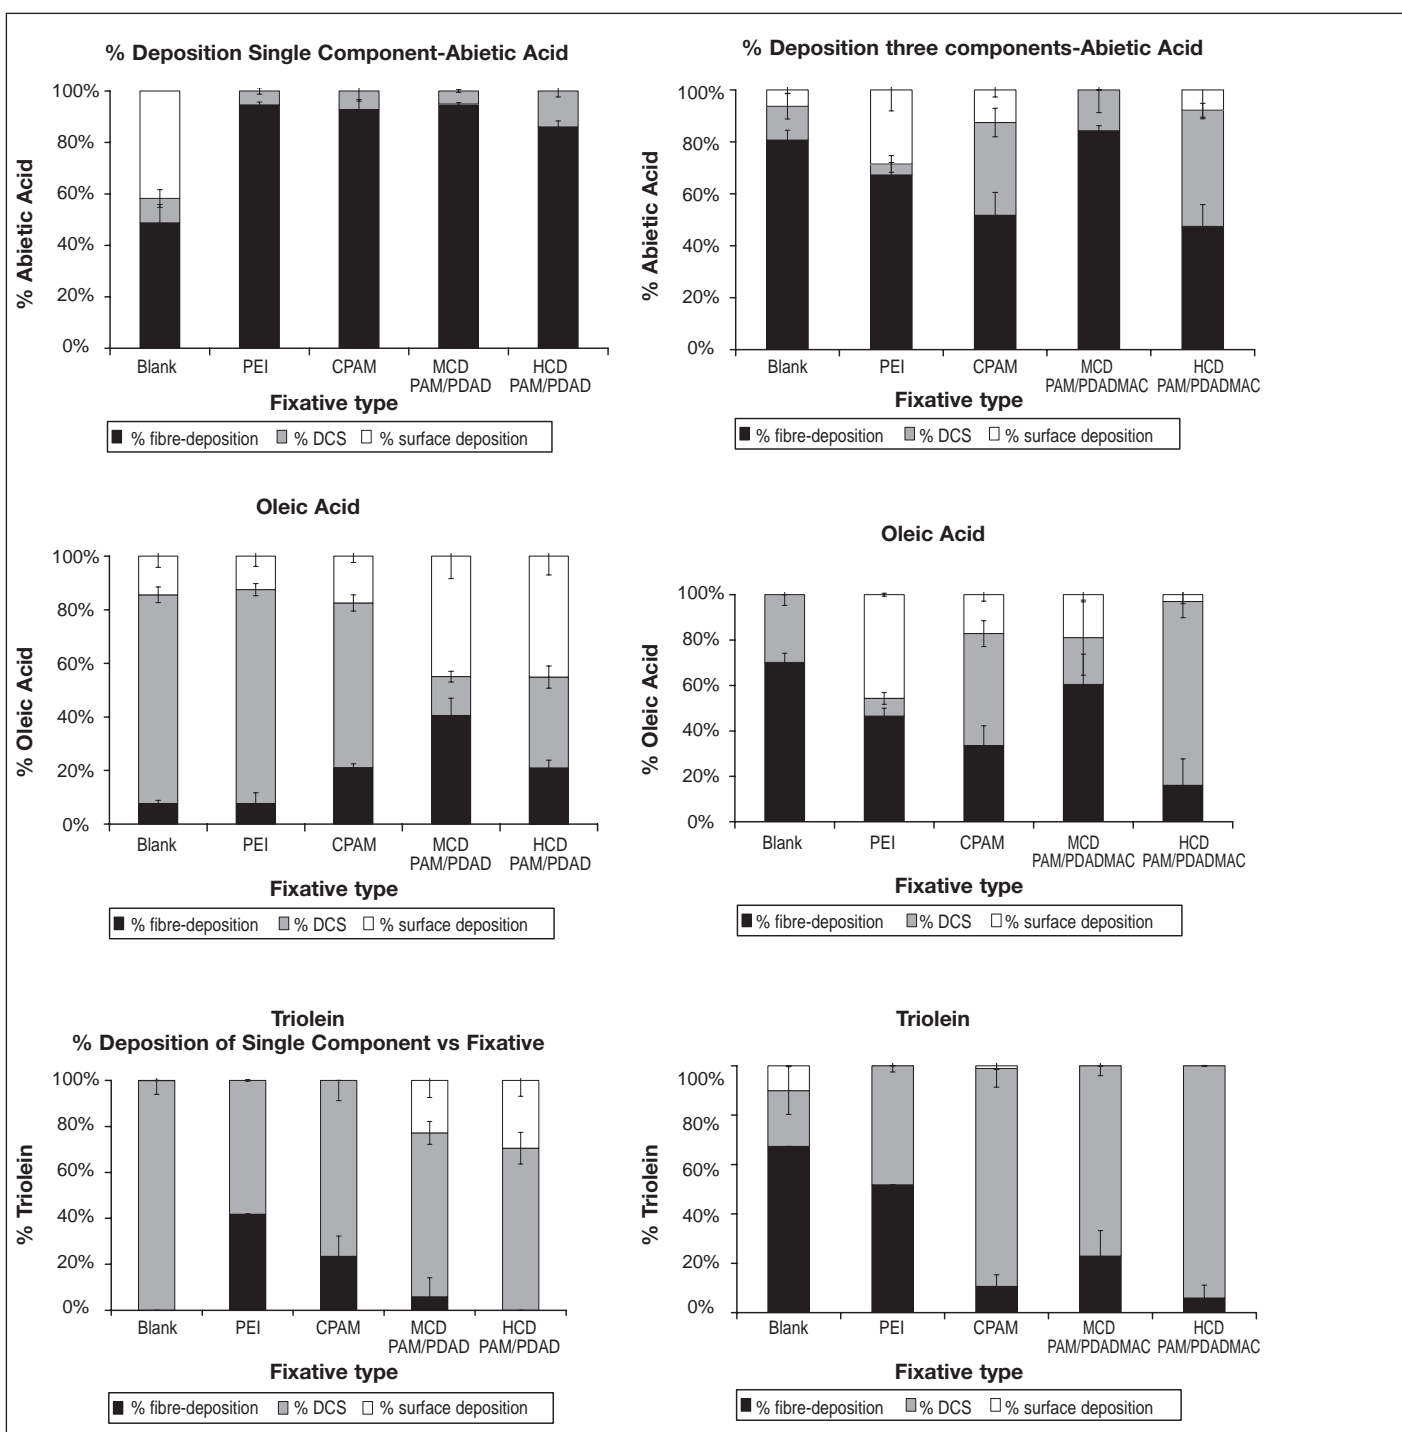 % Deposition Single Component-Abietic Acid
% Abietic Acid
100%
80%
60%
40%
20%
0%
Blank PEI CPAM MCD HCD
PAM/PDAD PAM/PDAD
Fixative type
% fibre-deposition % DCS % surface deposition
% Deposition three components-Abietic Acid
% Abietic Acid
100%
80%
60%
40%
20%
0%
Blank PEI CPAM MCD HCD
PAM/PDADMAC PAM/PDADMAC
Fixative type
% fibre-deposition % DCS % surface deposition
Oleic Acid
% Oleic Acid
100%
80%
60%
40%
20%
0%
Blank PEI CPAM MCD HCD
PAM/PDAD PAM/PDAD
Fixative type
% fibre-deposition % DCS % surface deposition
Oleic Acid
% Oleic Acid
100%
80%
60%
40%
20%
0%
Blank PEI CPAM MCD HCD
PAM/PDADMAC PAM/PDADMAC
Fixative type
% fibre-deposition % DCS % surface deposition
Triolein
% Deposition of Single Component vs Fixative
% Triolein
100%
80%
60%
40%
20%
0%
Blank PEI CPAM MCD HCD
PAM/PDAD PAM/PDAD
Fixative type
% fibre-deposition % DCS % surface deposition
Triolein
% Triolein
100%
80%
60%
40%
20%
0%
Blank PEI CPAM MCD HCD
PAM/PDADMAC PAM/PDADMAC
Fixative type
% fibre-deposition % DCS % surface deposition